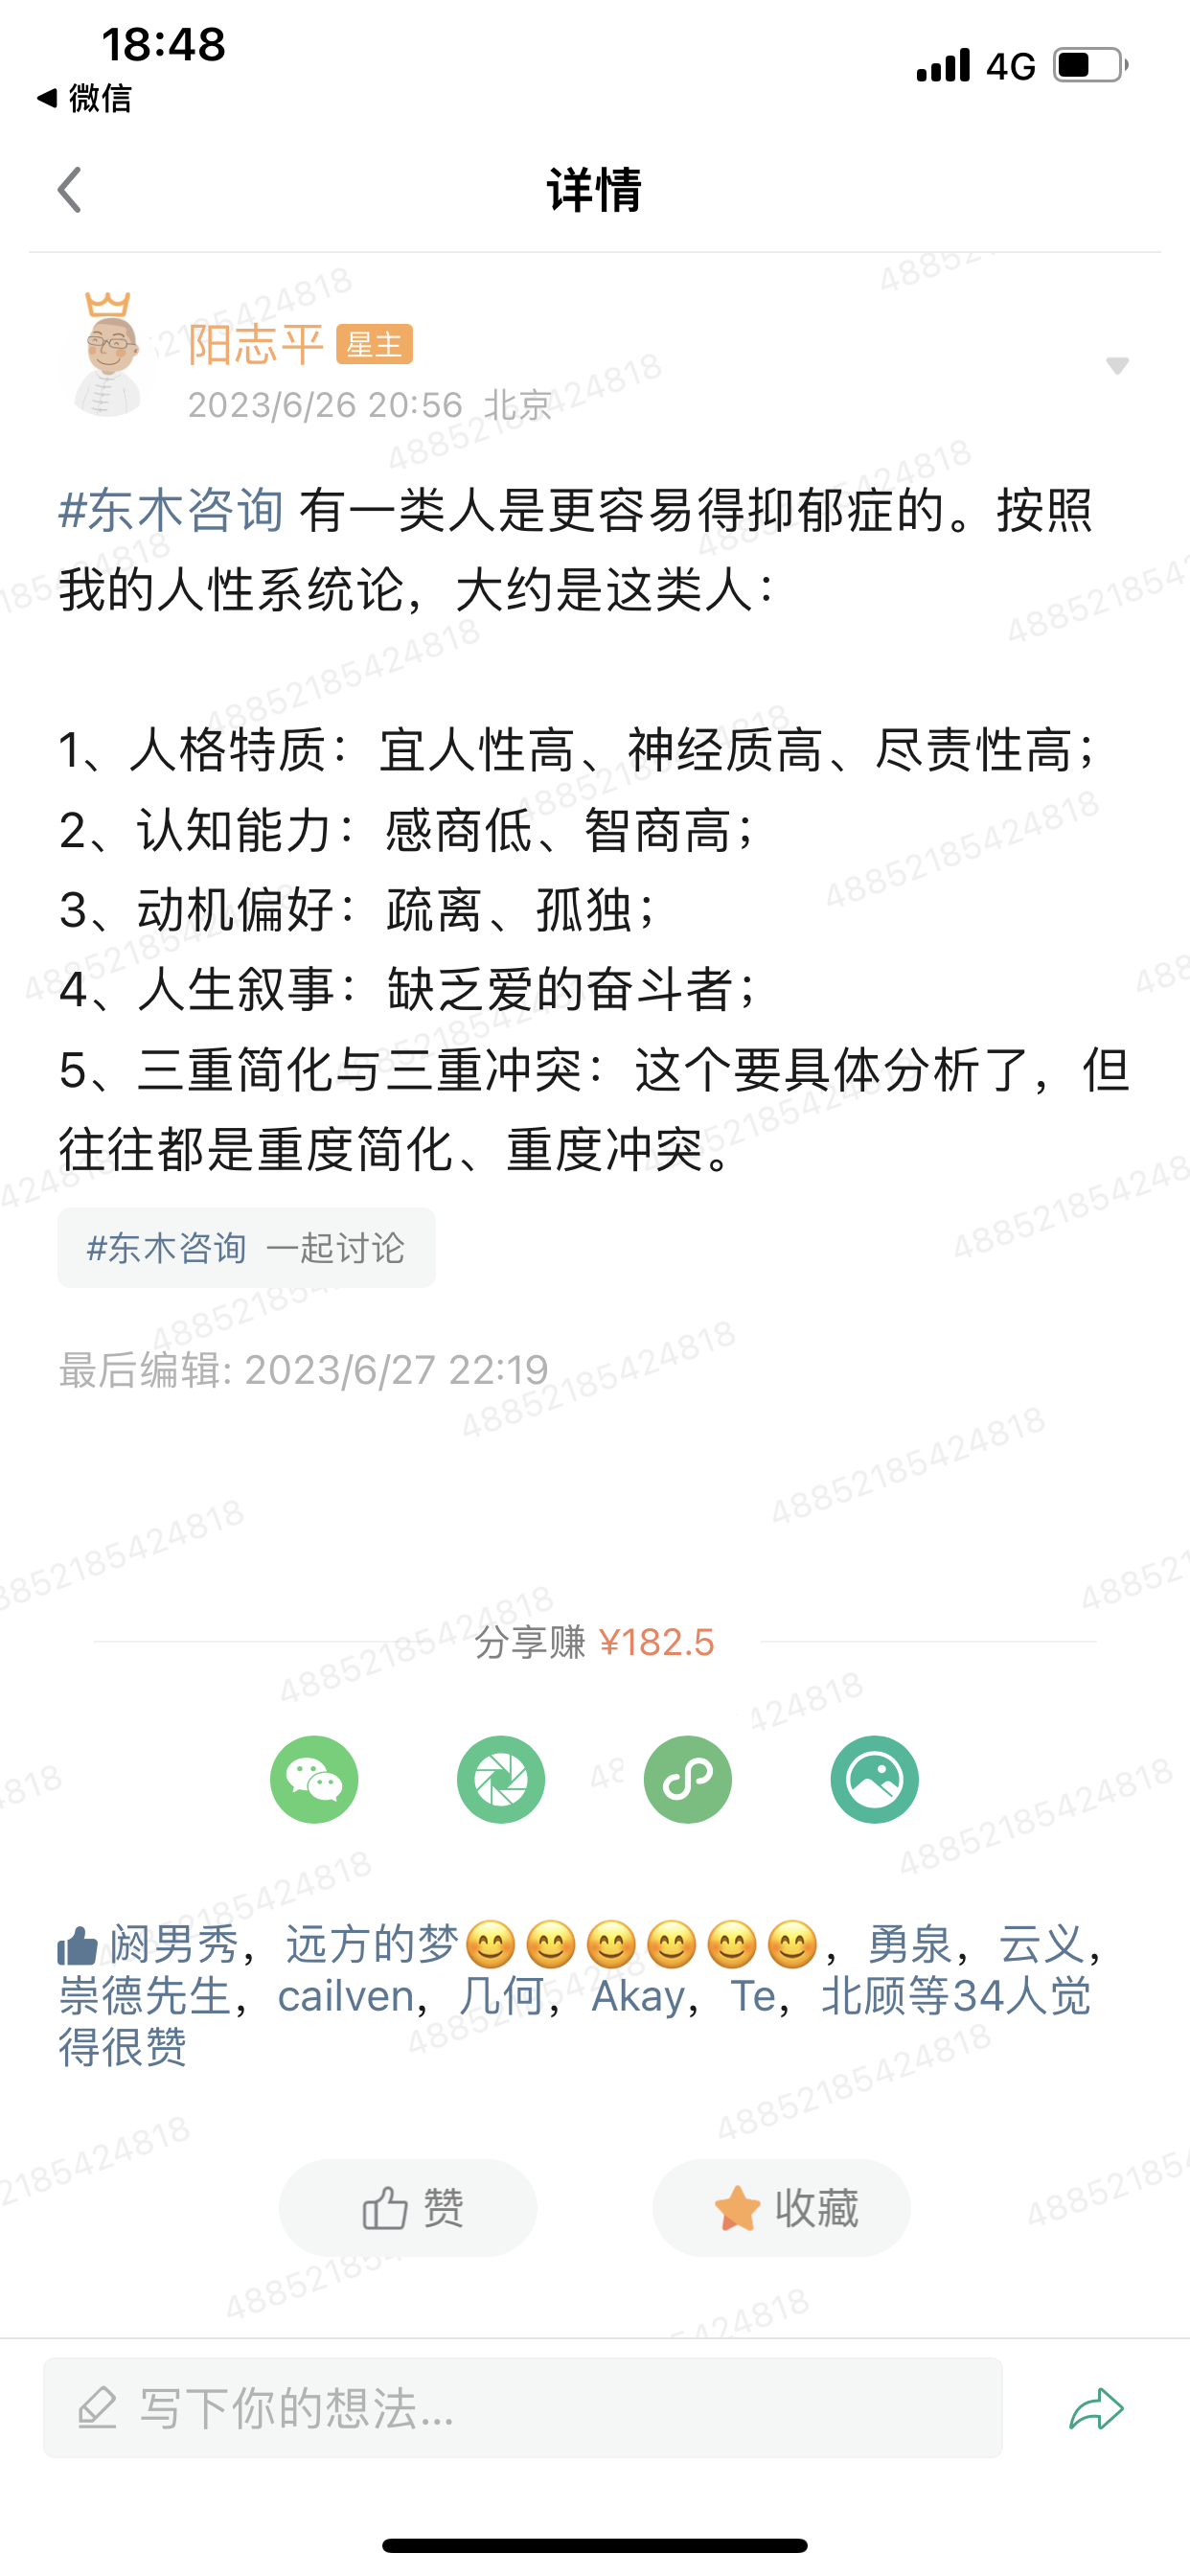 18:48
4G
微信
详情
阳志平 星主
2023/6/26 20:56 北京
#东木咨询 有一类人是更容易得抑郁症的。按照
我的人性系统论，大约是这类人：
1、人格特质：宜人性高、神经质高、尽责性高；
2、认知能力：感商低、智商高；
3、动机偏好：疏离、孤独；
4、人生叙事：缺乏爱的奋斗者；
5、三重简化与三重冲突：这个要具体分析了，但
往往都是重度简化、重度冲突。
#东木咨询 一起讨论
最后编辑: 2023/6/27 22:19
分享赚 ¥182.5
阙男秀，远方的梦😊😊😊😊😊😊，勇泉，云义，
崇德先生，cailven，几何，Akay，Te，北顾等34人觉
得很赞
赞
收藏
写下你的想法...
48852185424818